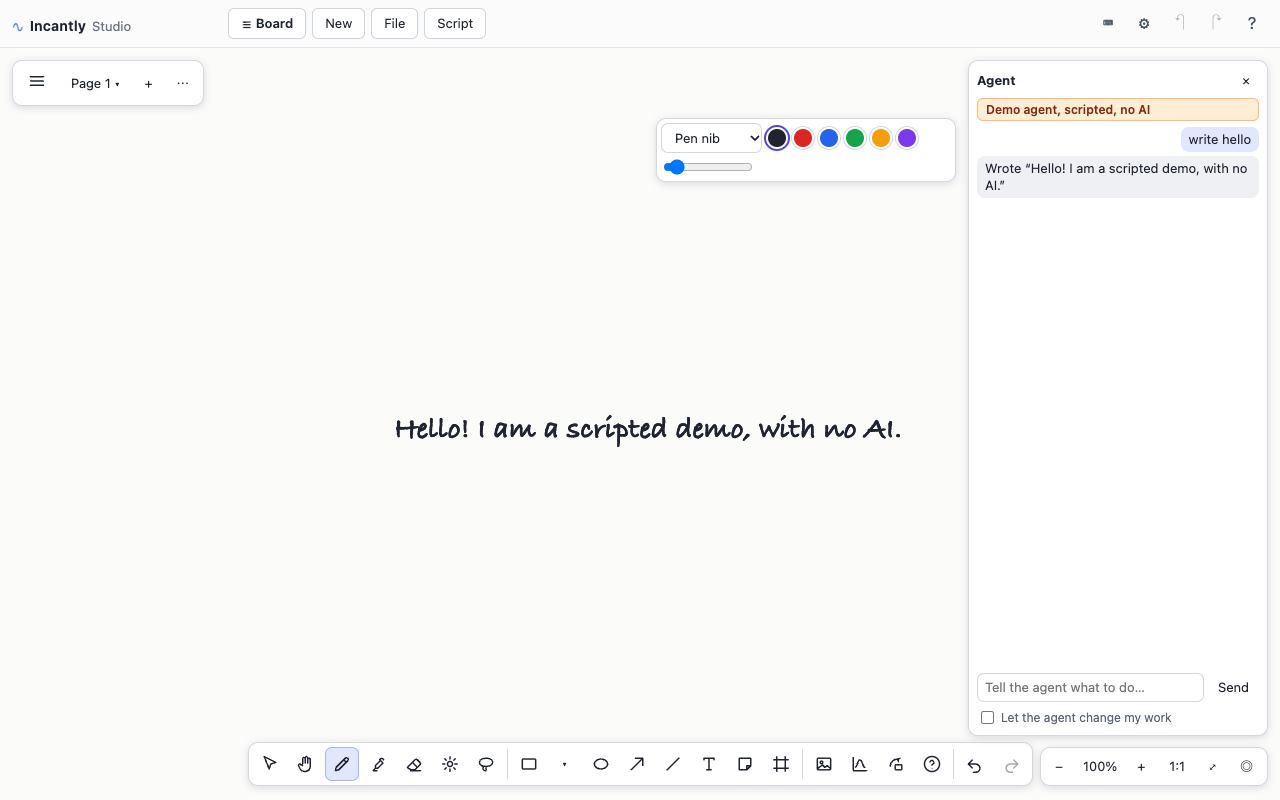 Incantly Studio
Board
New
File
Script
?
Page 1
+
...
Pen nib
Agent
×
Demo agent, scripted, no AI
write hello
Wrote “Hello! I am a scripted demo, with no
AI.”
Hello! I am a scripted demo, with no AI.
Tell the agent what to do...
Send
Let the agent change my work
− 100% + 1:1